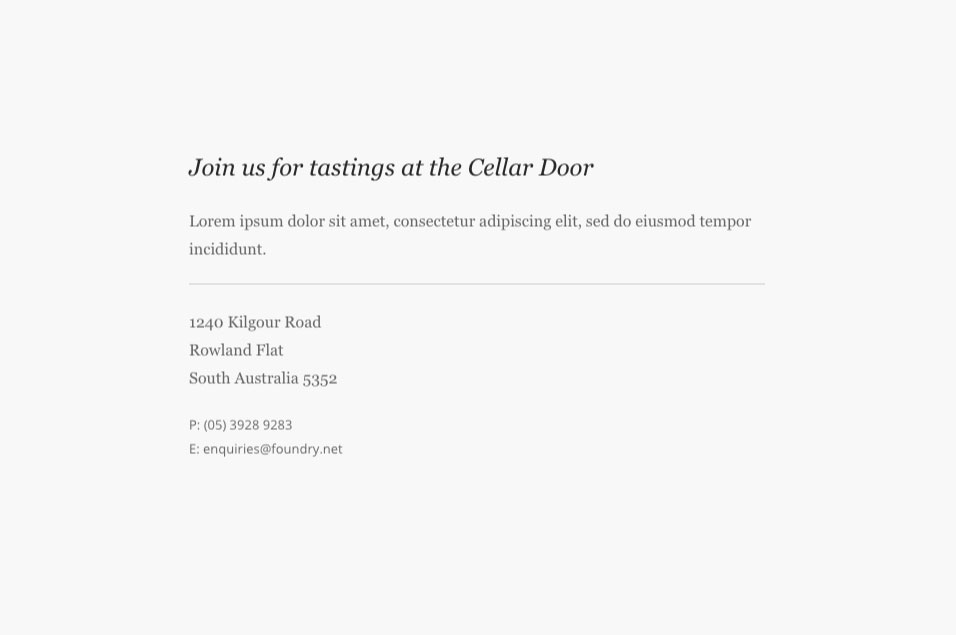 Join us for tastings at the Cellar Door
Lorem ipsum dolor sit amet, consectetur adipiscing elit, sed do eiusmod tempor
incididunt.
1240 Kilgour Road
Rowland Flat
South Australia 5352
P: (05) 3928 9283
E: enquiries@foundry.net